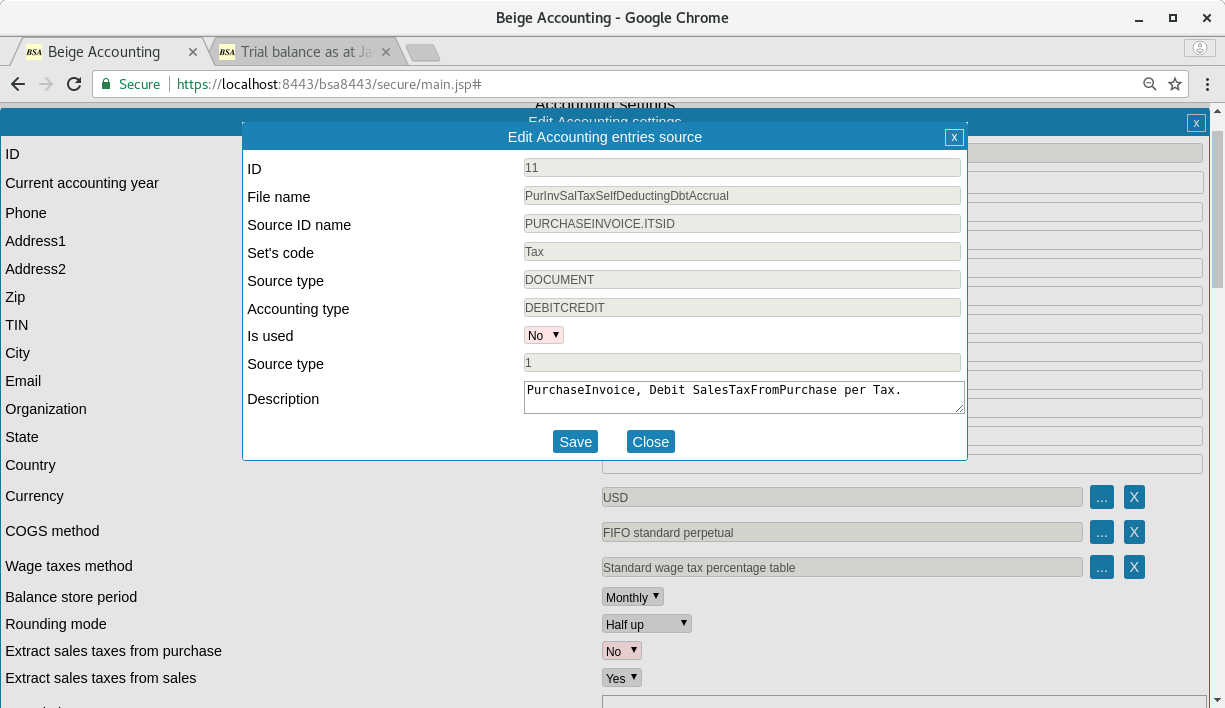 Beige Accounting - Google Chrome
BSA Beige Accounting
BSA Trial balance as at Ja
Secure https://localhost:8443/bsa8443/secure/main.jsp#
Accounting settings
Edit Accounting settings x
Edit Accounting entries source x
ID 11
File name PurInvSalTaxSelfDeductingDbtAccrual
Source ID name PURCHASEINVOICE.ITSID
Set's code Tax
Source type DOCUMENT
Accounting type DEBITCREDIT
Is used No
Source type 1
Description PurchaseInvoice, Debit SalesTaxFromPurchase per Tax.
Save Close
ID
Current accounting year
Phone
Address1
Address2
Zip
TIN
City
Email
Organization
State
Country
Currency USD ... X
COGS method FIFO standard perpetual ... X
Wage taxes method Standard wage tax percentage table ... X
Balance store period Monthly
Rounding mode Half up
Extract sales taxes from purchase No
Extract sales taxes from sales Yes